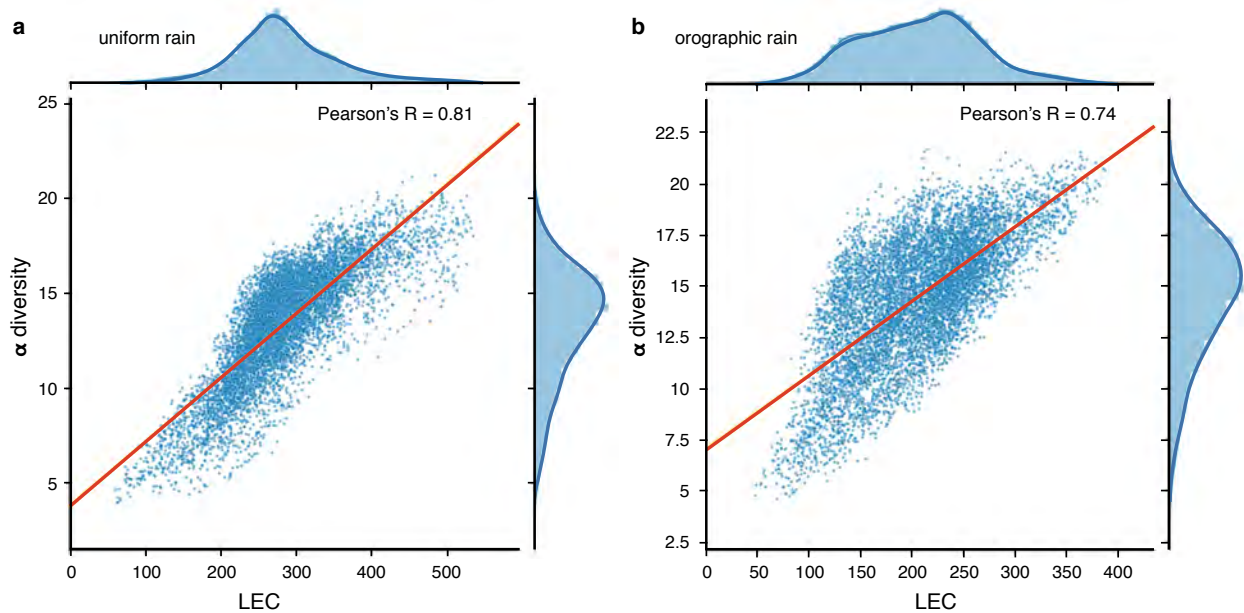 a
uniform rain
Pearson's R = 0.81
25
20
15
10
5
α diversity
0 100 200 300 400 500
LEC
b
orographic rain
Pearson's R = 0.74
22.5
20
17.5
15
12.5
10
7.5
5
2.5
α diversity
0 50 100 150 200 250 300 350 400
LEC